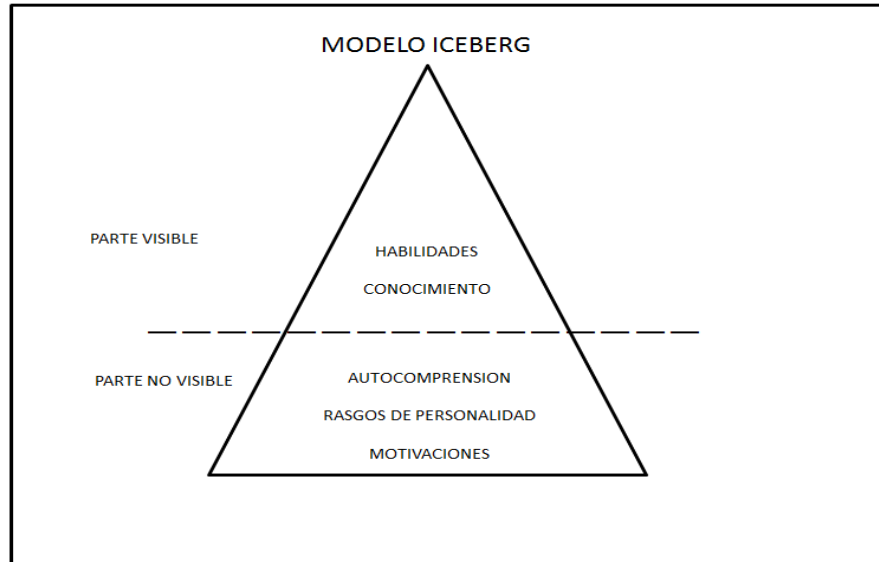 MODELO ICEBERG
PARTE VISIBLE
HABILIDADES
CONOCIMIENTO
PARTE NO VISIBLE
AUTOCOMPRENSION
RASGOS DE PERSONALIDAD
MOTIVACIONES